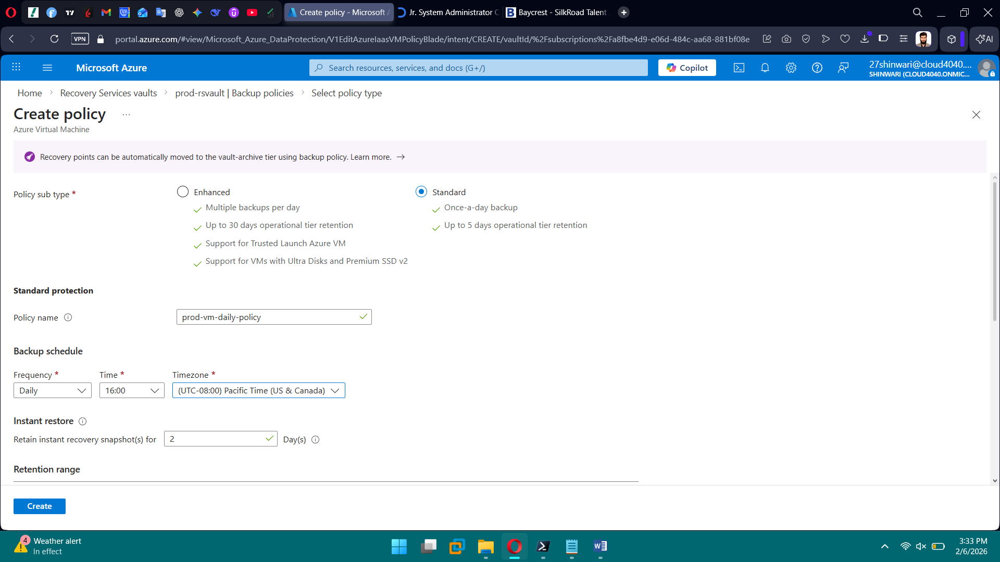 Create policy - Microsoft A
Jr. System Administrator C
Baycrest - SilkRoad Talent
VPN
portal.azure.com/#view/Microsoft_Azure_DataProtection/V1EditAzureIaasVMPolicyBlade/intent/CREATE/vaultId/%2Fsubscriptions%2Fa8fbe4d9-e06d-484c-aa68-881bf08e
AI
Microsoft Azure
Search resources, services, and docs (G+/)
Copilot
27shinwari@cloud4040....
SHINWARI (CLOUD4040.ONMIC...
Home > Recovery Services vaults > prod-rsvault | Backup policies > Select policy type
Create policy ...
Azure Virtual Machine
Recovery points can be automatically moved to the vault-archive tier using backup policy. Learn more. →
Policy sub type *
Enhanced
Multiple backups per day
Up to 30 days operational tier retention
Support for Trusted Launch Azure VM
Support for VMs with Ultra Disks and Premium SSD v2
Standard
Once-a-day backup
Up to 5 days operational tier retention
Standard protection
Policy name
prod-vm-daily-policy
Backup schedule
Frequency * Time * Timezone *
Daily 16:00 (UTC-08:00) Pacific Time (US & Canada)
Instant restore
Retain instant recovery snapshot(s) for 2 Day(s)
Retention range
Create
4
Weather alert
In effect
3:33 PM
2/6/2026